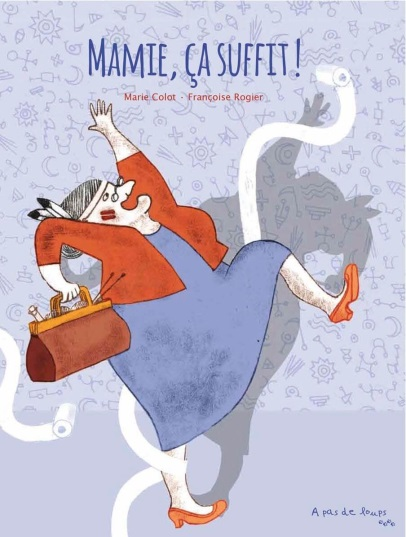 MAMIE, ÇA SUFFIT !
Marie Colot - Françoise Rogier
A pas de loups